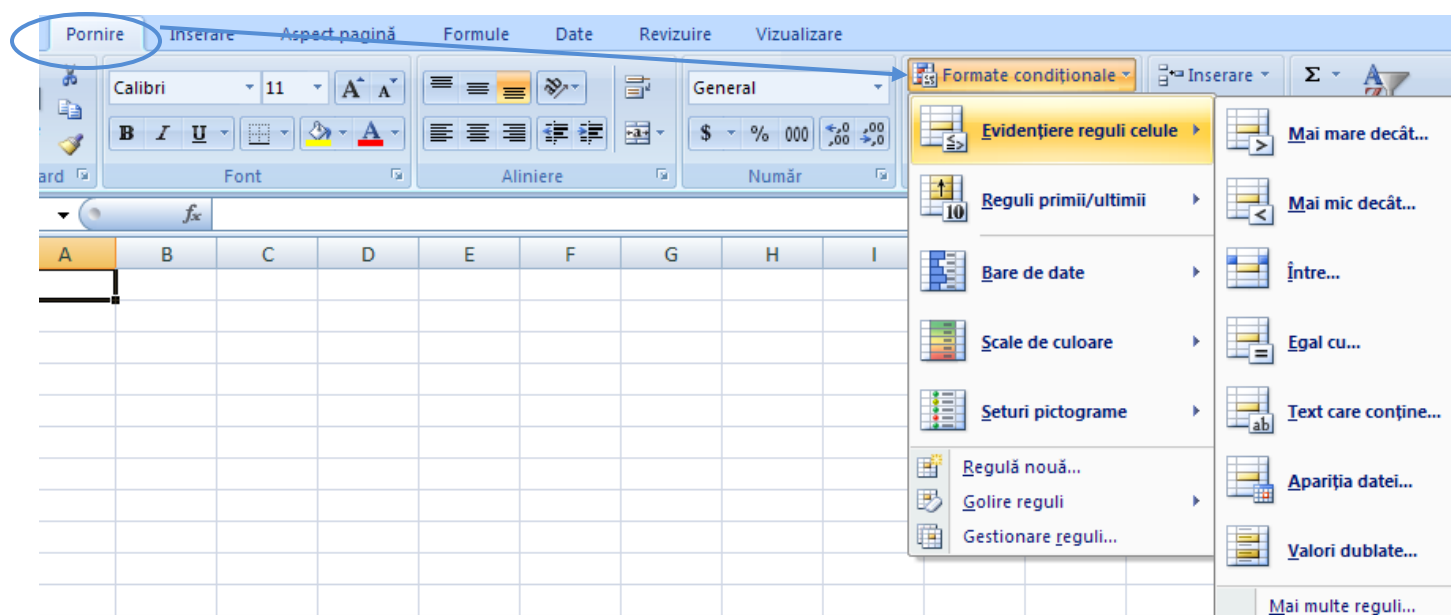 Pornire Inserare Aspect pagină Formule Date Revizuire Vizualizare
Calibri 11 A A General Formate condiționale Inserare Σ
B I U A $ % 000 ,0 ,00 ,00 ,0
ard Font Aliniere Număr
fx
A B C D E F G H I
Evidențiere reguli celule
Reguli primii/ultimii
Bare de date
Scale de culoare
Seturi pictograme
Regulă nouă...
Golire reguli
Gestionare reguli...
Mai mare decât...
Mai mic decât...
Între...
Egal cu...
Text care conține...
Apariția datei...
Valori dublate...
Mai multe reguli...